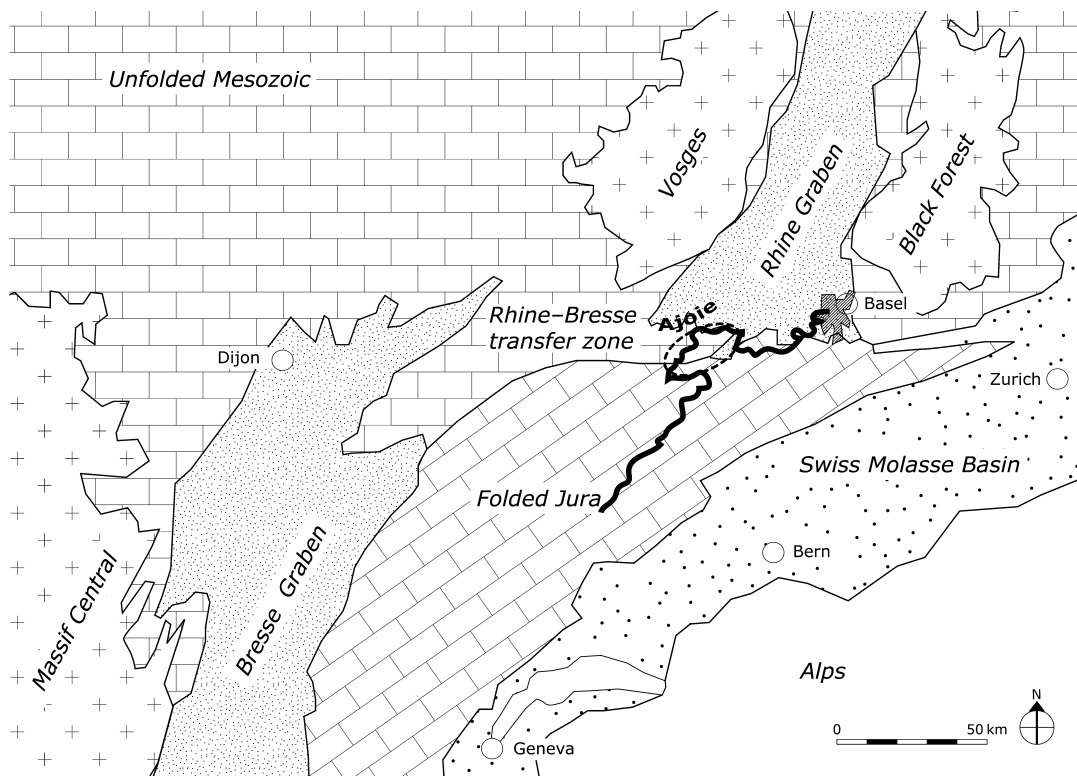 Unfolded Mesozoic
Vosges
Rhine Graben
Black Forest
Rhine–Bresse
transfer zone
Ajoie
Basel
Dijon
Zurich
Swiss Molasse Basin
Folded Jura
Bern
Massif Central
Bresse Graben
Alps
Geneva
0 50 km
N